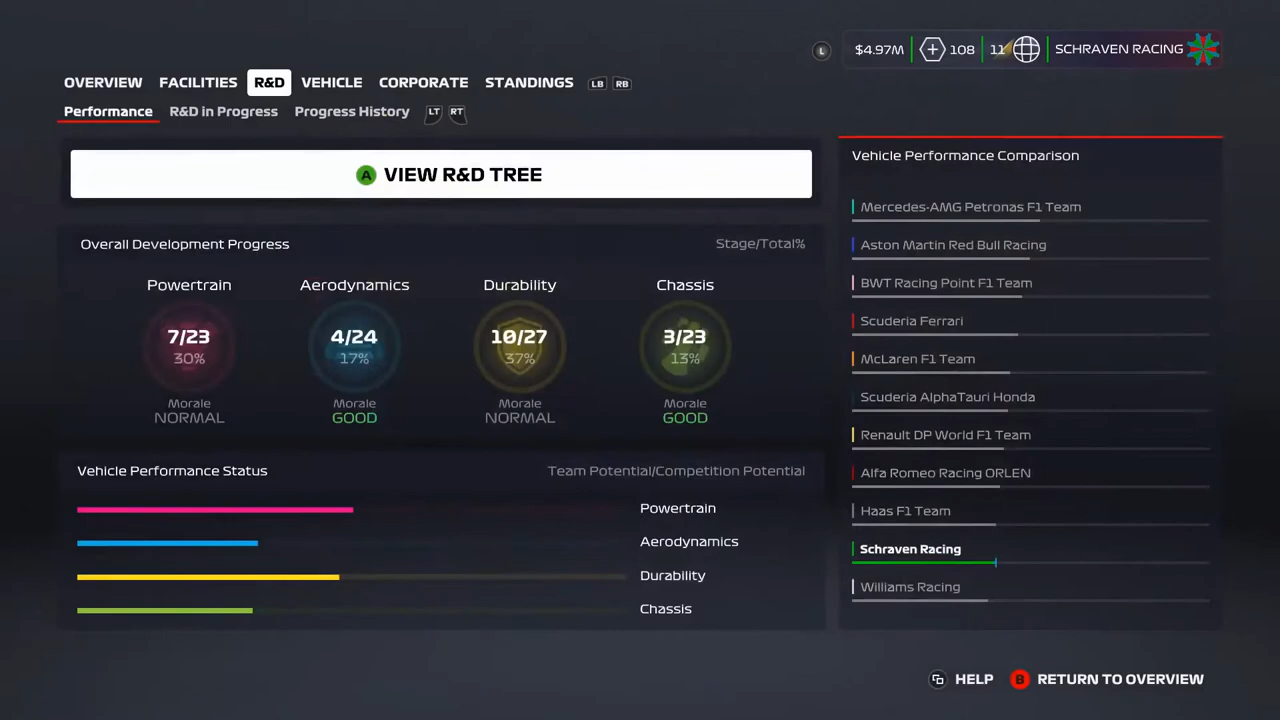 L $4.97M 108 11 SCHRAVEN RACING
OVERVIEW FACILITIES R&D VEHICLE CORPORATE STANDINGS LB RB
Performance R&D in Progress Progress History LT RT
A VIEW R&D TREE
Overall Development Progress Stage/Total%
Powertrain Aerodynamics Durability Chassis
7/23 4/24 10/27 3/23
30% 17% 37% 13%
Morale Morale Morale Morale
NORMAL GOOD NORMAL GOOD
Vehicle Performance Status Team Potential/Competition Potential
Powertrain
Aerodynamics
Durability
Chassis
Vehicle Performance Comparison
Mercedes-AMG Petronas F1 Team
Aston Martin Red Bull Racing
BWT Racing Point F1 Team
Scuderia Ferrari
McLaren F1 Team
Scuderia AlphaTauri Honda
Renault DP World F1 Team
Alfa Romeo Racing ORLEN
Haas F1 Team
Schraven Racing
Williams Racing
HELP B RETURN TO OVERVIEW